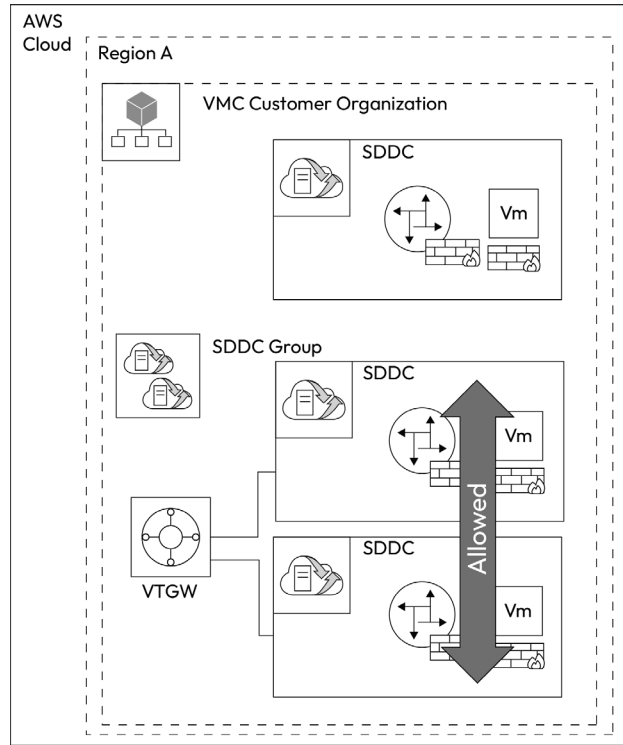 AWS
Cloud
Region A
VMC Customer Organization
SDDC
Vm
SDDC Group
SDDC
Vm
VTGW
SDDC
Vm
Allowed